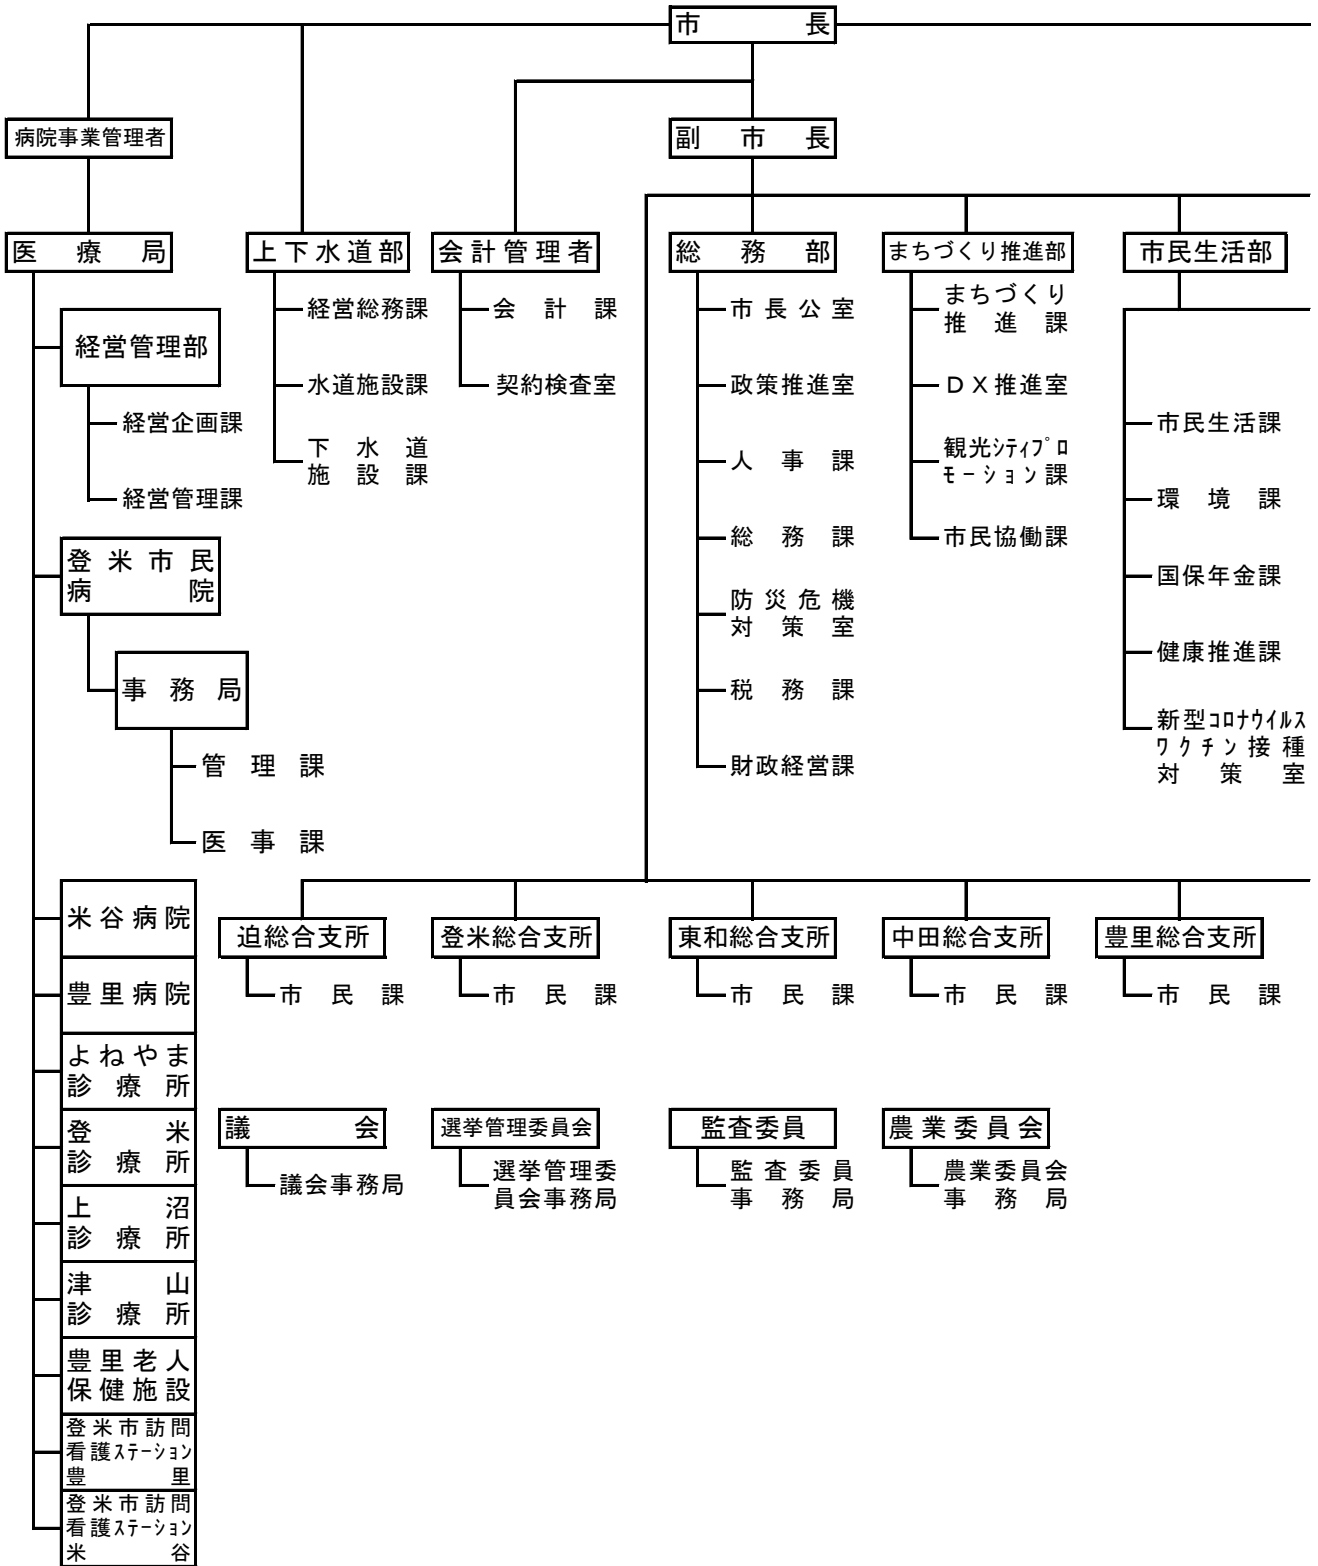 市長
病院事業管理者
副市長
医療局
上下水道部
会計管理者
総務部
まちづくり推進部
市民生活部
経営管理部
経営企画課
経営管理課
登米市民
病院
事務局
管理課
医事課
米谷病院
豊里病院
よねやま
診療所
登米
診療所
上沼
診療所
津山
診療所
豊里老人
保健施設
登米市訪問
看護ステーション
豊里
登米市訪問
看護ステーション
米谷
経営総務課
水道施設課
下水道
施設課
会計課
契約検査室
市長公室
政策推進室
人事課
総務課
防災危機
対策室
税務課
財政経営課
まちづくり
推進課
DX推進室
観光シティプロ
モーション課
市民協働課
市民生活課
環境課
国保年金課
健康推進課
新型コロナウイルス
ワクチン接種
対策室
迫総合支所
市民課
登米総合支所
市民課
東和総合支所
市民課
中田総合支所
市民課
豊里総合支所
市民課
議会
議会事務局
選挙管理委員会
選挙管理委
員会事務局
監査委員
監査委員
事務局
農業委員会
農業委員会
事務局